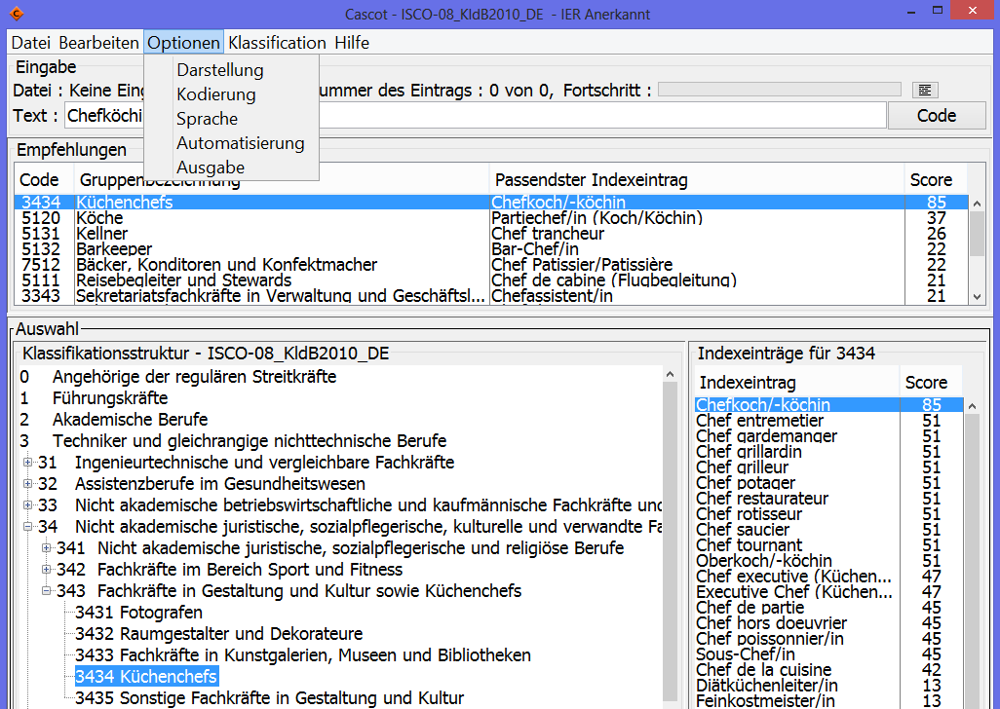 Cascot - ISCO-08_KldB2010_DE - IER Anerkannt
Datei Bearbeiten Optionen Klassification Hilfe
Darstellung
Kodierung
Sprache
Automatisierung
Ausgabe
Eingabe
Datei : Keine ummer des Eintrags : 0 von 0, Fortschritt :
Text : Chefköchi Code
Empfehlungen
Code Gruppenbezeichnung Passendster Indexeintrag Score
3434 Küchenchefs Chefkoch/-köchin 85
5120 Köche Partiechef/in (Koch/Köchin) 37
5131 Kellner Chef trancheur 26
5132 Barkeeper Bar-Chef/in 22
7512 Bäcker, Konditoren und Konfektmacher Chef Patissier/Patissière 22
5111 Reisebegleiter und Stewards Chef de cabine (Flugbegleitung) 21
3343 Sekretariatsfachkräfte in Verwaltung und Geschäftsl... Chefassistent/in 21
Auswahl
Klassifikationsstruktur - ISCO-08_KldB2010_DE
0 Angehörige der regulären Streitkräfte
1 Führungskräfte
2 Akademische Berufe
3 Techniker und gleichrangige nichttechnische Berufe
31 Ingenieurtechnische und vergleichbare Fachkräfte
32 Assistenzberufe im Gesundheitswesen
33 Nicht akademische betriebswirtschaftliche und kaufmännische Fachkräfte und
34 Nicht akademische juristische, sozialpflegerische, kulturelle und verwandte Fa
341 Nicht akademische juristische, sozialpflegerische und religiöse Berufe
342 Fachkräfte im Bereich Sport und Fitness
343 Fachkräfte in Gestaltung und Kultur sowie Küchenchefs
3431 Fotografen
3432 Raumgestalter und Dekorateure
3433 Fachkräfte in Kunstgalerien, Museen und Bibliotheken
3434 Küchenchefs
3435 Sonstige Fachkräfte in Gestaltung und Kultur
Indexeinträge für 3434
Indexeintrag Score
Chefkoch/-köchin 85
Chef entremetier 51
Chef gardemanger 51
Chef grillardin 51
Chef grilleur 51
Chef potager 51
Chef restaurateur 51
Chef rotisseur 51
Chef saucier 51
Chef tournant 51
Oberkoch/-köchin 51
Chef executive (Küchen... 47
Executive Chef (Küchen... 47
Chef de partie 45
Chef hors doeuvrier 45
Chef poissonnier/in 45
Sous-Chef/in 45
Chef de la cuisine 42
Diätküchenleiter/in 13
Feinkostmeister/in 13